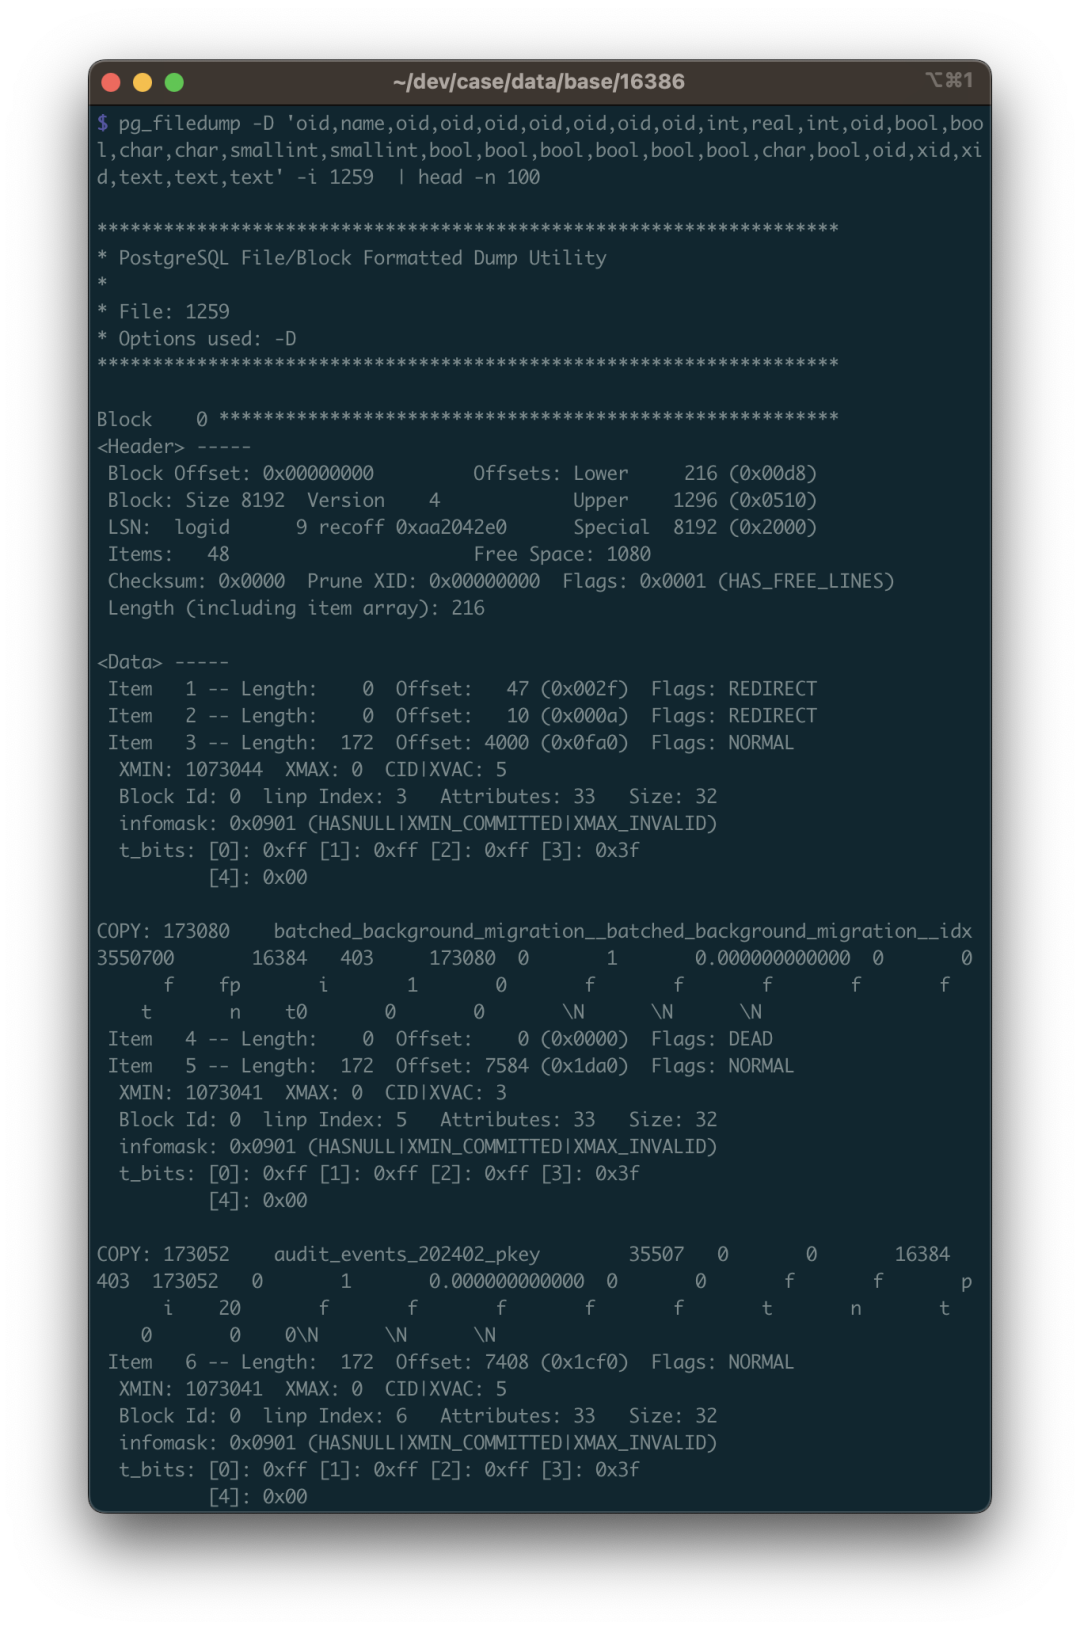 ~/dev/case/data/base/16386
⌥⌘1
$ pg_filedump -D 'oid,name,oid,oid,oid,oid,oid,oid,oid,int,real,int,oid,bool,boo
l,char,char,smallint,smallint,bool,bool,bool,bool,bool,bool,char,bool,oid,xid,xi
d,text,text,text' -i 1259  | head -n 100
*******************************************************************
* PostgreSQL File/Block Formatted Dump Utility
*
* File: 1259
* Options used: -D
*******************************************************************
Block    0 ********************************************************
<Header> -----
 Block Offset: 0x00000000         Offsets: Lower     216 (0x00d8)
 Block: Size 8192  Version    4            Upper    1296 (0x0510)
 LSN:  logid      9 recoff 0xaa2042e0      Special  8192 (0x2000)
 Items:   48                      Free Space: 1080
 Checksum: 0x0000  Prune XID: 0x00000000  Flags: 0x0001 (HAS_FREE_LINES)
 Length (including item array): 216
<Data> -----
 Item   1 -- Length:    0  Offset:   47 (0x002f)  Flags: REDIRECT
 Item   2 -- Length:    0  Offset:   10 (0x000a)  Flags: REDIRECT
 Item   3 -- Length:  172  Offset: 4000 (0x0fa0)  Flags: NORMAL
  XMIN: 1073044  XMAX: 0  CID|XVAC: 5
  Block Id: 0  linp Index: 3   Attributes: 33   Size: 32
  infomask: 0x0901 (HASNULL|XMIN_COMMITTED|XMAX_INVALID)
  t_bits: [0]: 0xff [1]: 0xff [2]: 0xff [3]: 0x3f
          [4]: 0x00
COPY: 173080    batched_background_migration__batched_background_migration__idx
3550700       16384   403     173080  0       1       0.000000000000  0       0
      f    fp       i       1       0       f       f       f       f       f
    t       n    t0       0       0       \N      \N      \N
 Item   4 -- Length:    0  Offset:    0 (0x0000)  Flags: DEAD
 Item   5 -- Length:  172  Offset: 7584 (0x1da0)  Flags: NORMAL
  XMIN: 1073041  XMAX: 0  CID|XVAC: 3
  Block Id: 0  linp Index: 5   Attributes: 33   Size: 32
  infomask: 0x0901 (HASNULL|XMIN_COMMITTED|XMAX_INVALID)
  t_bits: [0]: 0xff [1]: 0xff [2]: 0xff [3]: 0x3f
          [4]: 0x00
COPY: 173052    audit_events_202402_pkey        35507   0       0       16384
403  173052   0       1       0.000000000000  0       0       f       f       p
      i    20       f       f       f       f       f       t       n       t
    0       0    0\N      \N      \N
 Item   6 -- Length:  172  Offset: 7408 (0x1cf0)  Flags: NORMAL
  XMIN: 1073041  XMAX: 0  CID|XVAC: 5
  Block Id: 0  linp Index: 6   Attributes: 33   Size: 32
  infomask: 0x0901 (HASNULL|XMIN_COMMITTED|XMAX_INVALID)
  t_bits: [0]: 0xff [1]: 0xff [2]: 0xff [3]: 0x3f
          [4]: 0x00